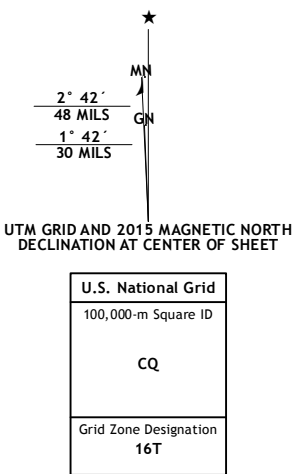 MN
2° 42´
48 MILS
GN
1° 42´
30 MILS
UTM GRID AND 2015 MAGNETIC NORTH
DECLINATION AT CENTER OF SHEET
U.S. National Grid
100,000-m Square ID
CQ
Grid Zone Designation
16T